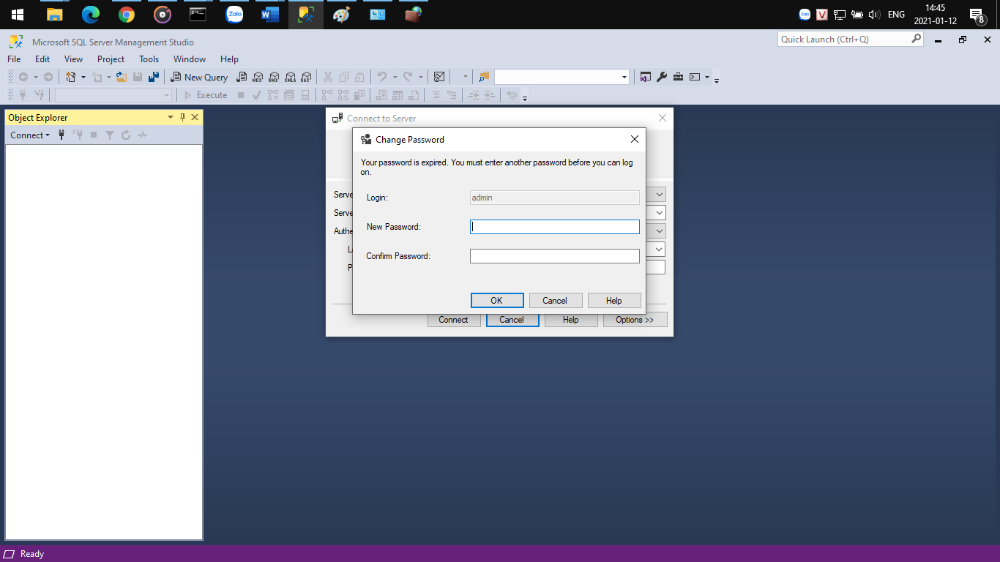 Zalo
W
Zalo
V
ENG
14:45
2021-01-12
8
Microsoft SQL Server Management Studio
Quick Launch (Ctrl+Q)
File Edit View Project Tools Window Help
New Query MDX DMX XMLA DAX
Execute
Object Explorer
Connect
Connect to Server
Change Password
Your password is expired. You must enter another password before you can log
on.
Login: admin
New Password:
Confirm Password:
OK Cancel Help
Serve
Serve
Authe
L
P
Connect Cancel Help Options >>
Ready